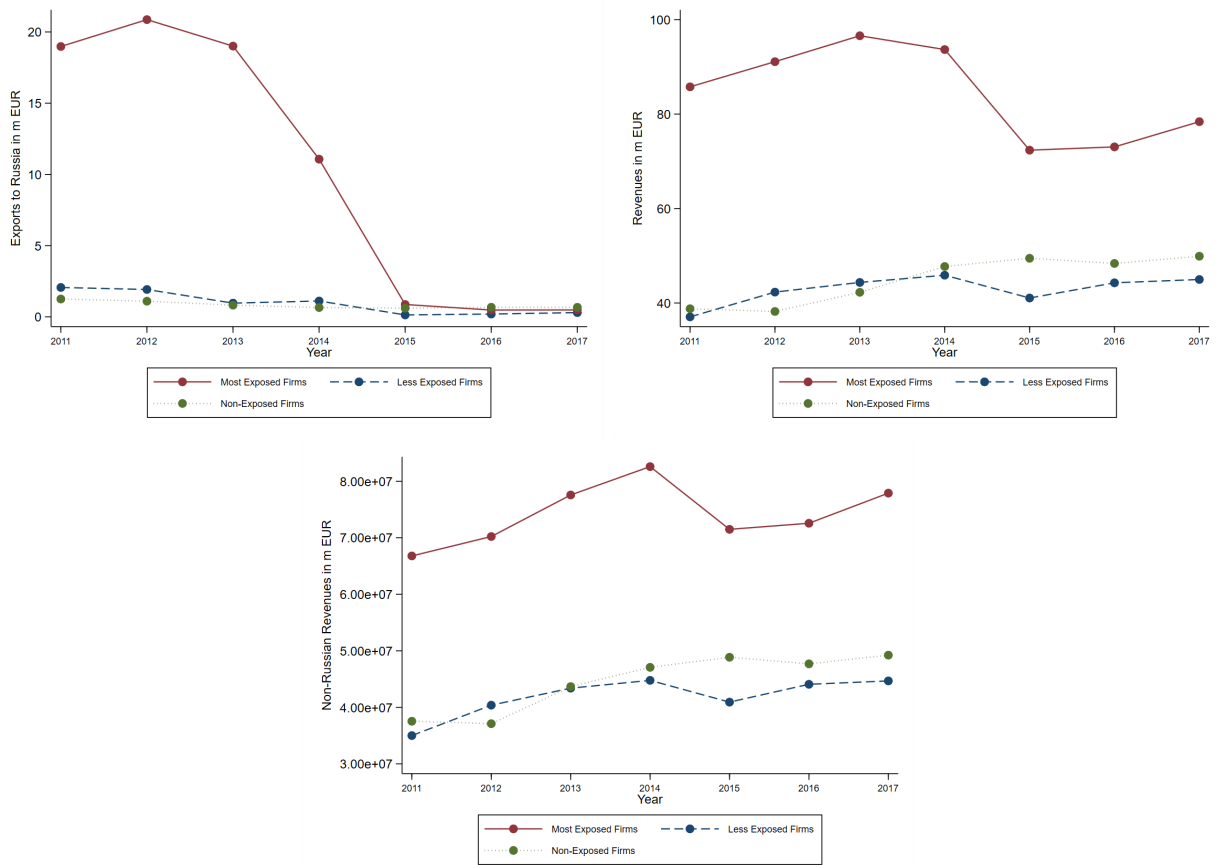 Exports to Russia in m EUR
20
15
10
5
0
2011 2012 2013 2014 2015 2016 2017
Year
Most Exposed Firms Less Exposed Firms
Non-Exposed Firms
Revenues in m EUR
100
80
60
40
2011 2012 2013 2014 2015 2016 2017
Year
Most Exposed Firms Less Exposed Firms
Non-Exposed Firms
Non-Russian Revenues in m EUR
8.00e+07
7.00e+07
6.00e+07
5.00e+07
4.00e+07
3.00e+07
2011 2012 2013 2014 2015 2016 2017
Year
Most Exposed Firms Less Exposed Firms
Non-Exposed Firms